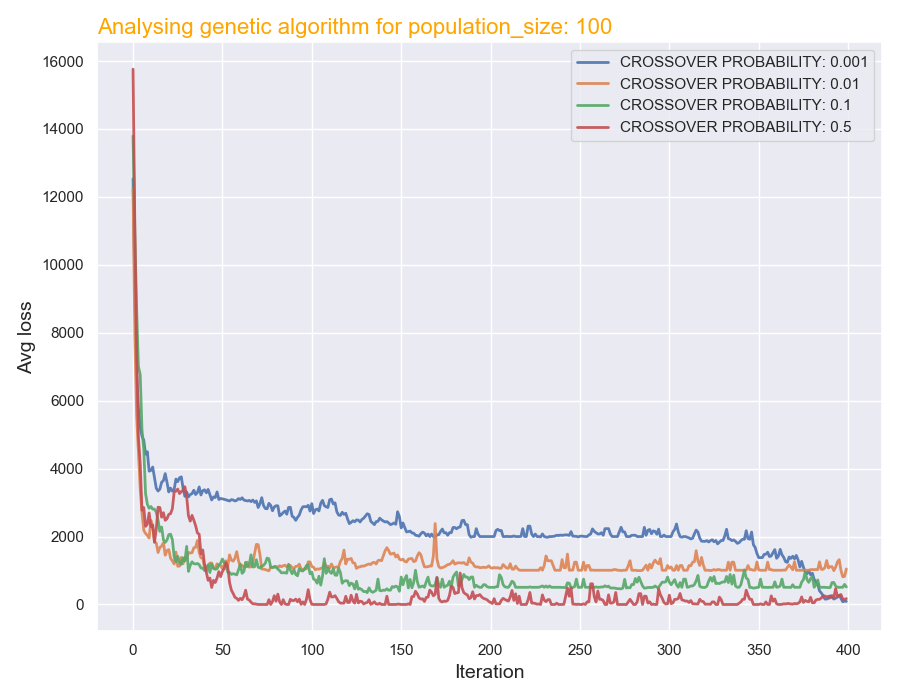 Analysing genetic algorithm for population_size: 100
CROSSOVER PROBABILITY: 0.001
CROSSOVER PROBABILITY: 0.01
CROSSOVER PROBABILITY: 0.1
CROSSOVER PROBABILITY: 0.5
Avg loss
16000
14000
12000
10000
8000
6000
4000
2000
0
0 50 100 150 200 250 300 350 400
Iteration